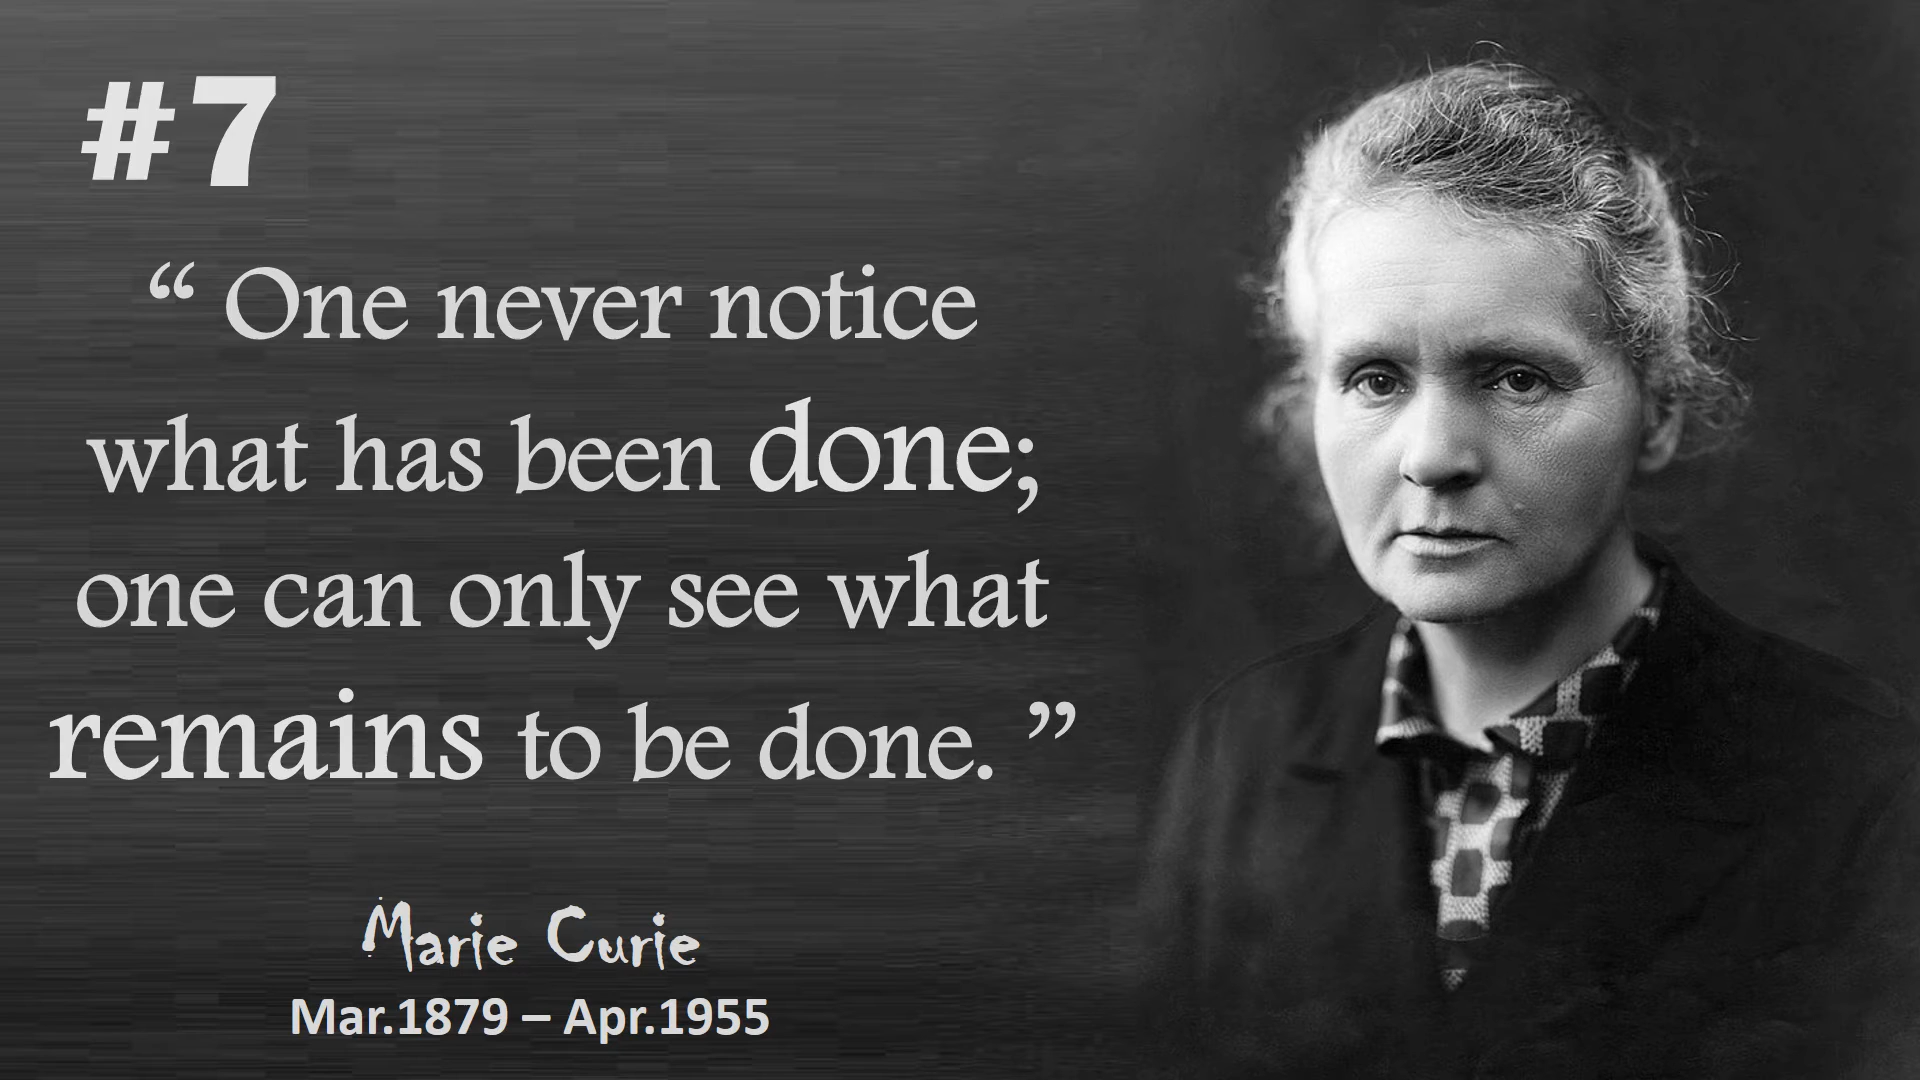 #7
“ One never notice
what has been done;
one can only see what
remains to be done. ”
Marie Curie
Mar.1879 – Apr.1955